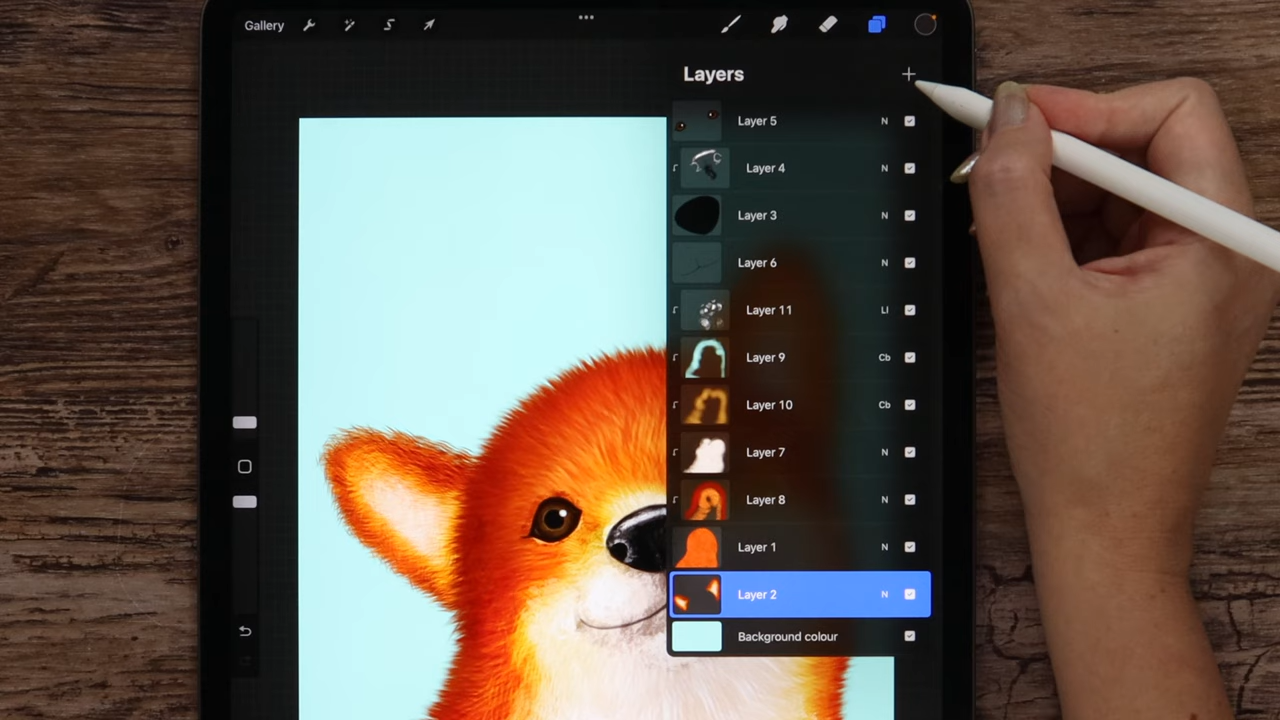 Gallery
Layers
Layer 5 N
Layer 4 N
Layer 3 N
Layer 6 N
Layer 11 LI
Layer 9 Cb
Layer 10 Cb
Layer 7 N
Layer 8 N
Layer 1 N
Layer 2 N
Background colour